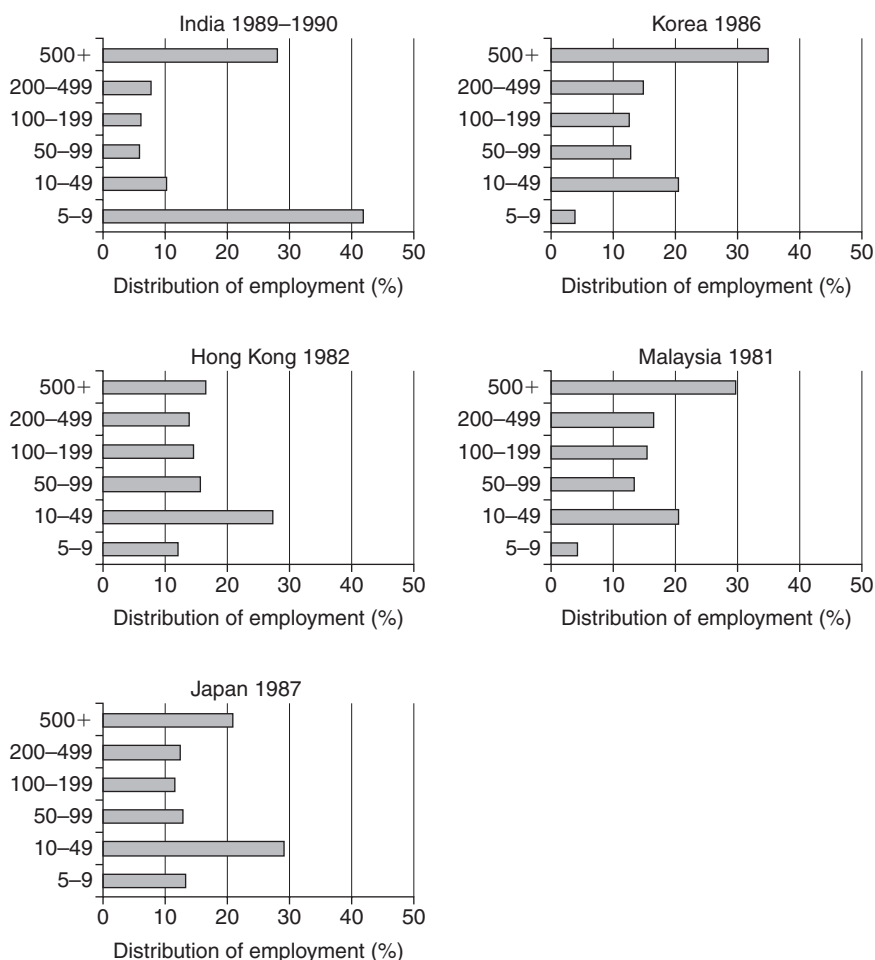 India 1989–1990
500+
200–499
100–199
50–99
10–49
5–9
0 10 20 30 40 50
Distribution of employment (%)
Korea 1986
500+
200–499
100–199
50–99
10–49
5–9
0 10 20 30 40 50
Distribution of employment (%)
Hong Kong 1982
500+
200–499
100–199
50–99
10–49
5–9
0 10 20 30 40 50
Distribution of employment (%)
Malaysia 1981
500+
200–499
100–199
50–99
10–49
5–9
0 10 20 30 40 50
Distribution of employment (%)
Japan 1987
500+
200–499
100–199
50–99
10–49
5–9
0 10 20 30 40 50
Distribution of employment (%)